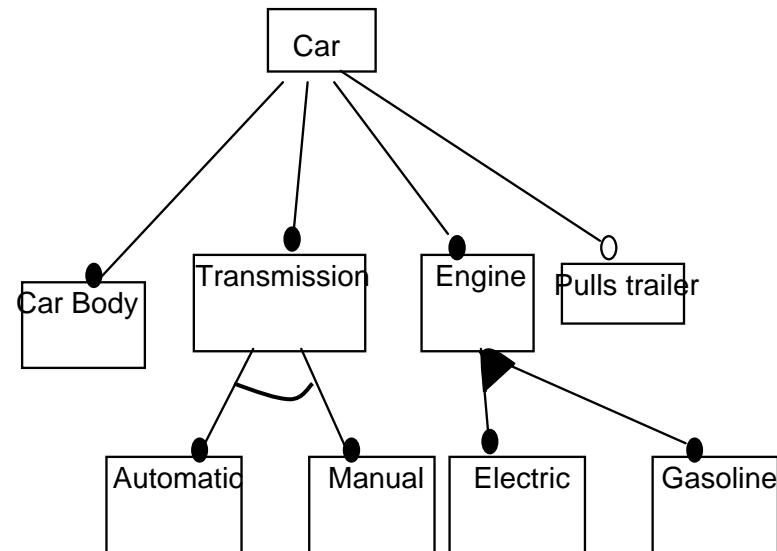 Car
Car Body
Transmission
Engine
Pulls trailer
Automatic
Manual
Electric
Gasoline